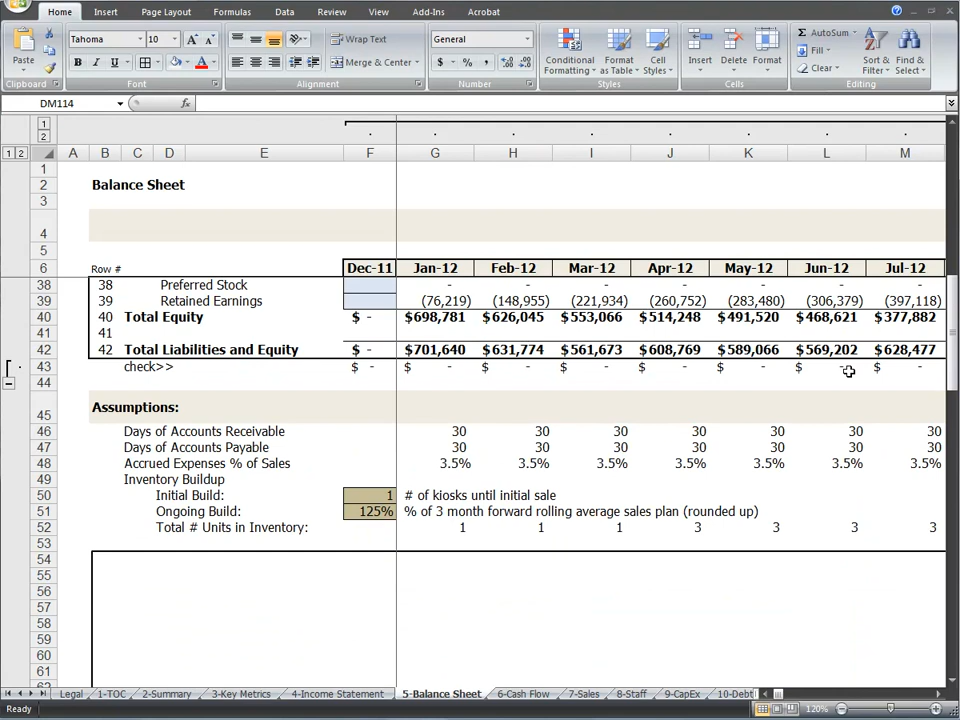 Home Insert Page Layout Formulas Data Review View Add-Ins Acrobat
Tahoma 10 Wrap Text General AutoSum
Paste Merge & Center Conditional Formatting Format as Table Cell Styles Insert Delete Format Fill Clear Sort & Filter Find & Select
Clipboard Font Alignment Number Styles Cells Editing
DM114 fx
1
2
1 2 A B C D E F G H I J K L M
1
2 Balance Sheet
3
4
5
6 Row # Dec-11 Jan-12 Feb-12 Mar-12 Apr-12 May-12 Jun-12 Jul-12
38 38 Preferred Stock - - - - - - -
39 39 Retained Earnings (76,219) (148,955) (221,934) (260,752) (283,480) (306,379) (397,118)
40 40 Total Equity $ - $698,781 $626,045 $553,066 $514,248 $491,520 $468,621 $377,882
41 41
42 42 Total Liabilities and Equity $ - $701,640 $631,774 $561,673 $608,769 $589,066 $569,202 $628,477
43 check>> $ - $ - $ - $ - $ - $ - $ - $ -
44
45 Assumptions:
46 Days of Accounts Receivable 30 30 30 30 30 30 30
47 Days of Accounts Payable 30 30 30 30 30 30 30
48 Accrued Expenses % of Sales 3.5% 3.5% 3.5% 3.5% 3.5% 3.5% 3.5%
49 Inventory Buildup
50 Initial Build: 1 # of kiosks until initial sale
51 Ongoing Build: 125% % of 3 month forward rolling average sales plan (rounded up)
52 Total # Units in Inventory: 1 1 1 3 3 3 3
53
54
55
56
57
58
59
60
61
62
Legal 1-TOC 2-Summary 3-Key Metrics 4-Income Statement 5-Balance Sheet 6-Cash Flow 7-Sales 8-Staff 9-CapEx 10-Debt
Ready 120%